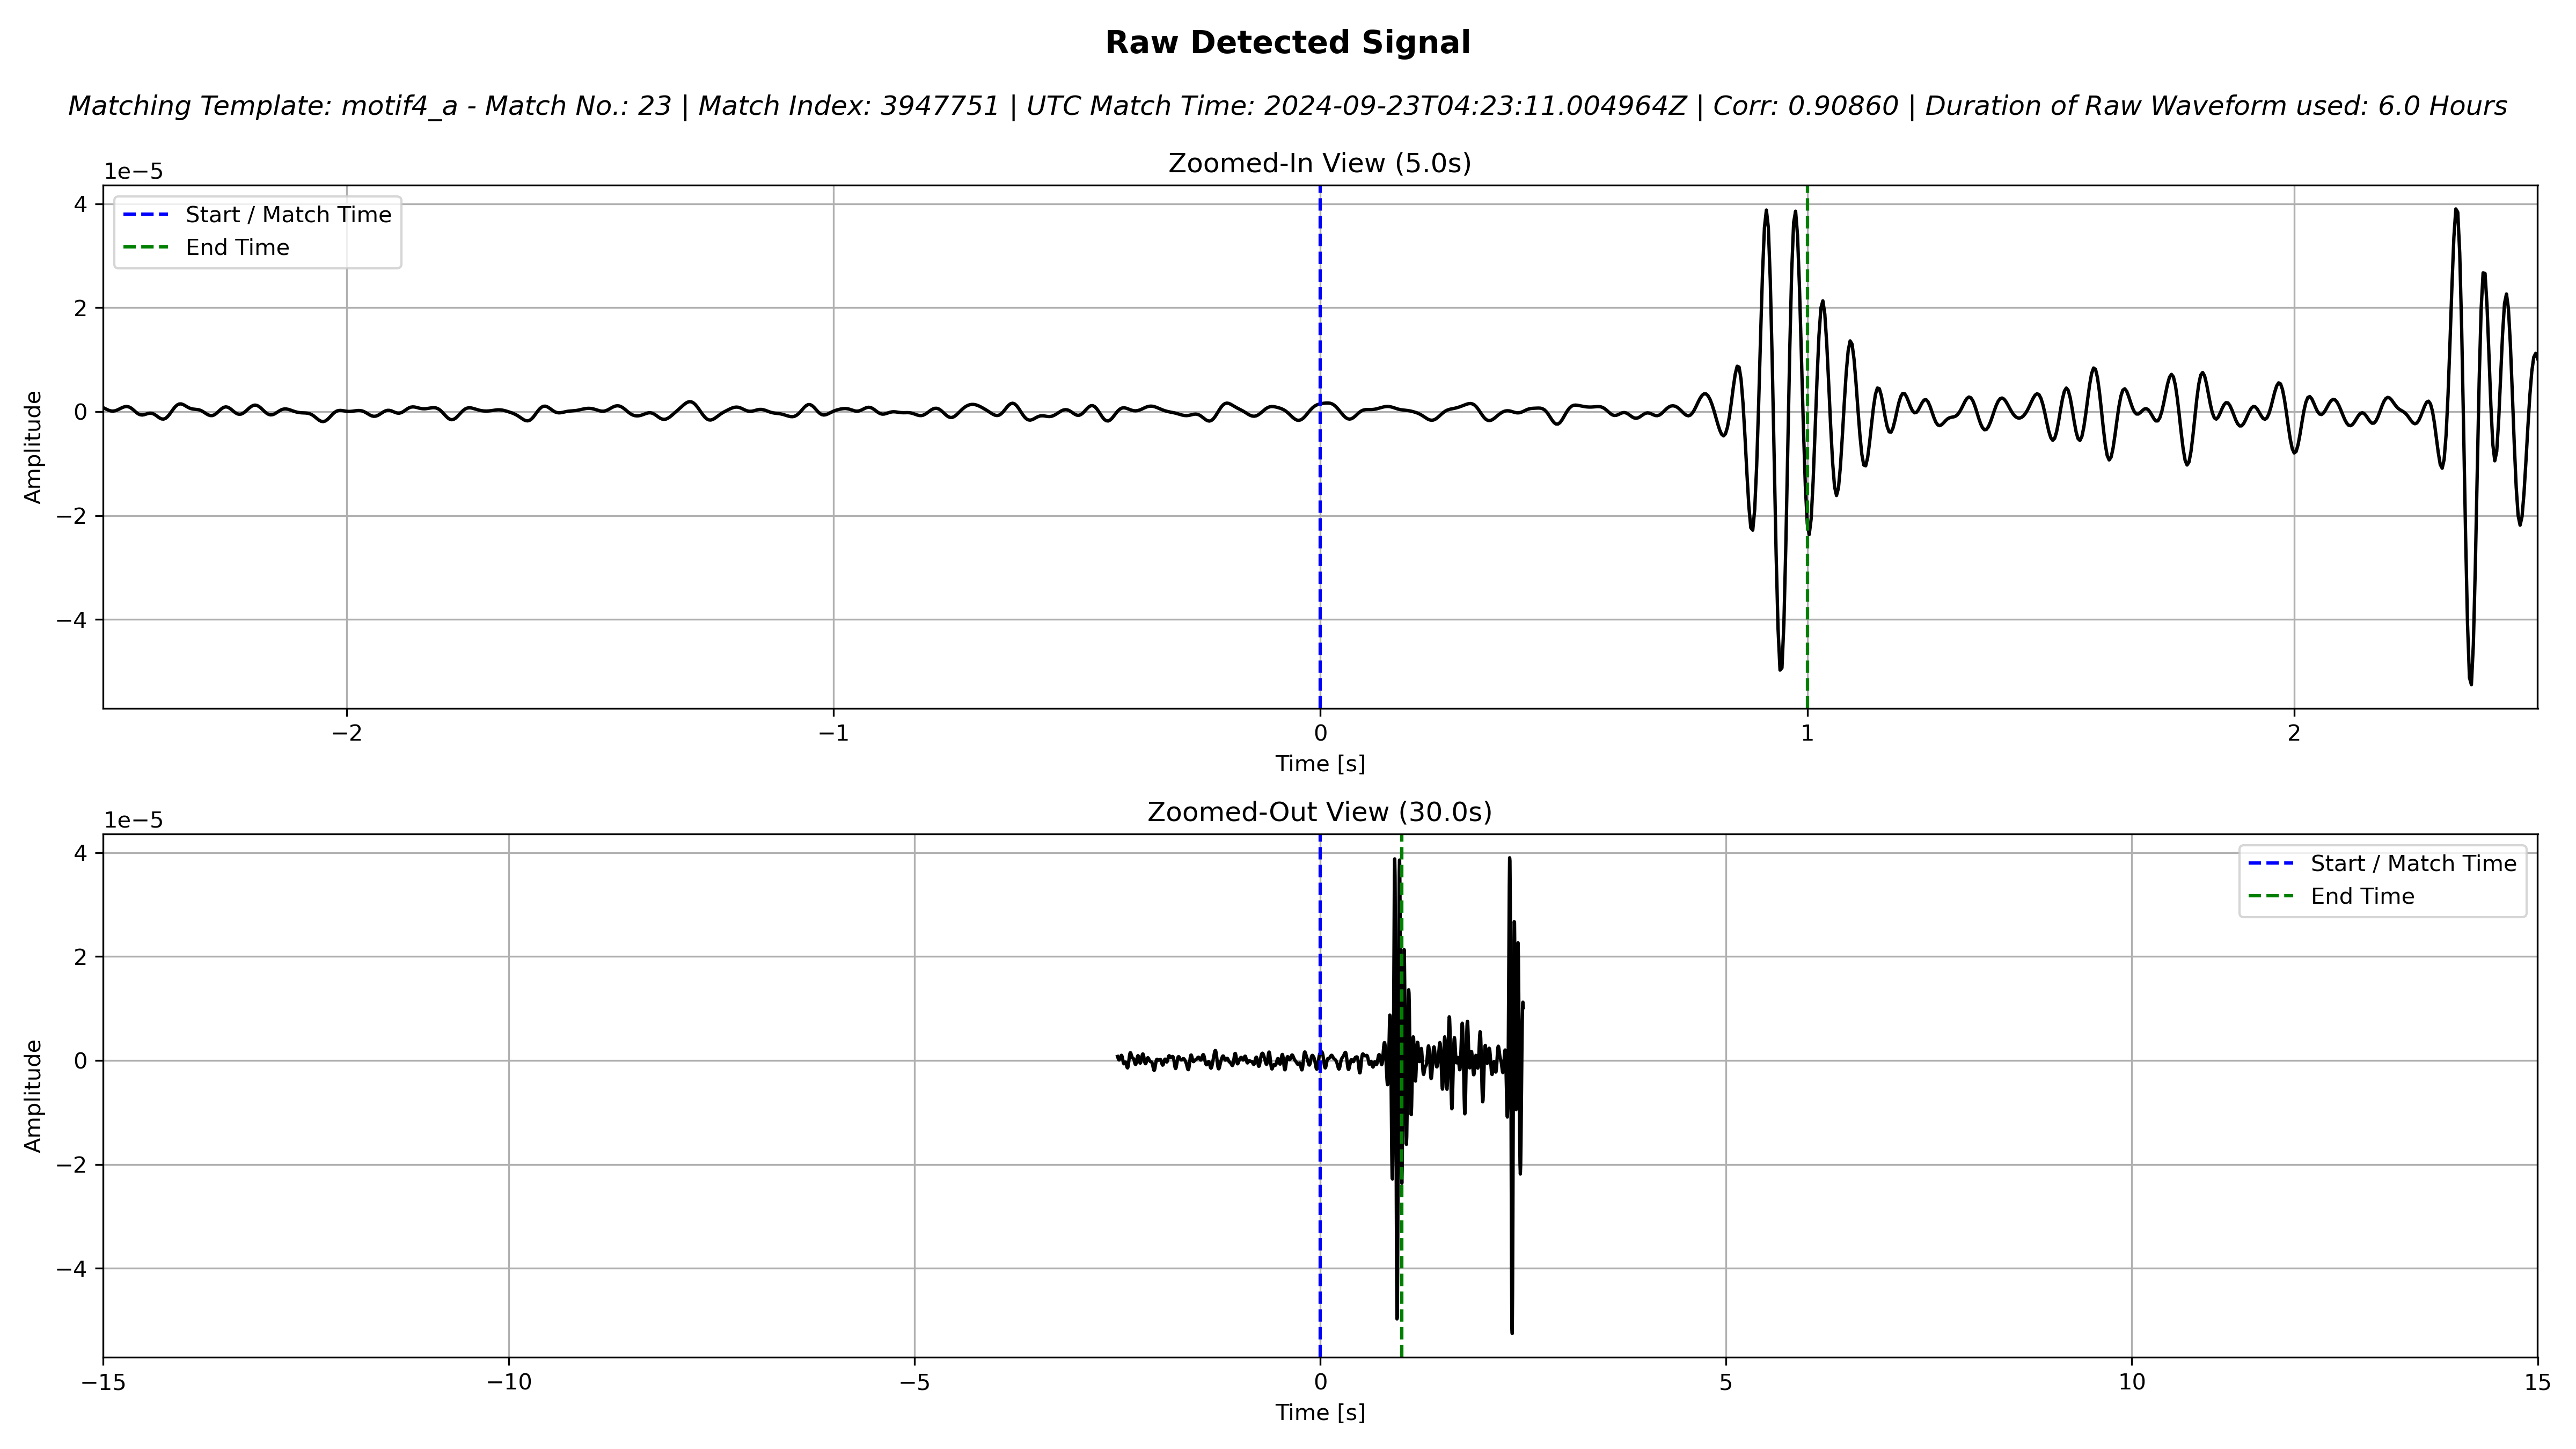 Raw Detected Signal
Matching Template: motif4_a - Match No.: 23 | Match Index: 3947751 | UTC Match Time: 2024-09-23T04:23:11.004964Z | Corr: 0.90860 | Duration of Raw Waveform used: 6.0 Hours
Zoomed-In View (5.0s)
1e−5
Start / Match Time
End Time
4
2
0
−2
−4
Amplitude
−2 −1 0 1 2
Time [s]
Zoomed-Out View (30.0s)
1e−5
Start / Match Time
End Time
4
2
0
−2
−4
Amplitude
−15 −10 −5 0 5 10 15
Time [s]